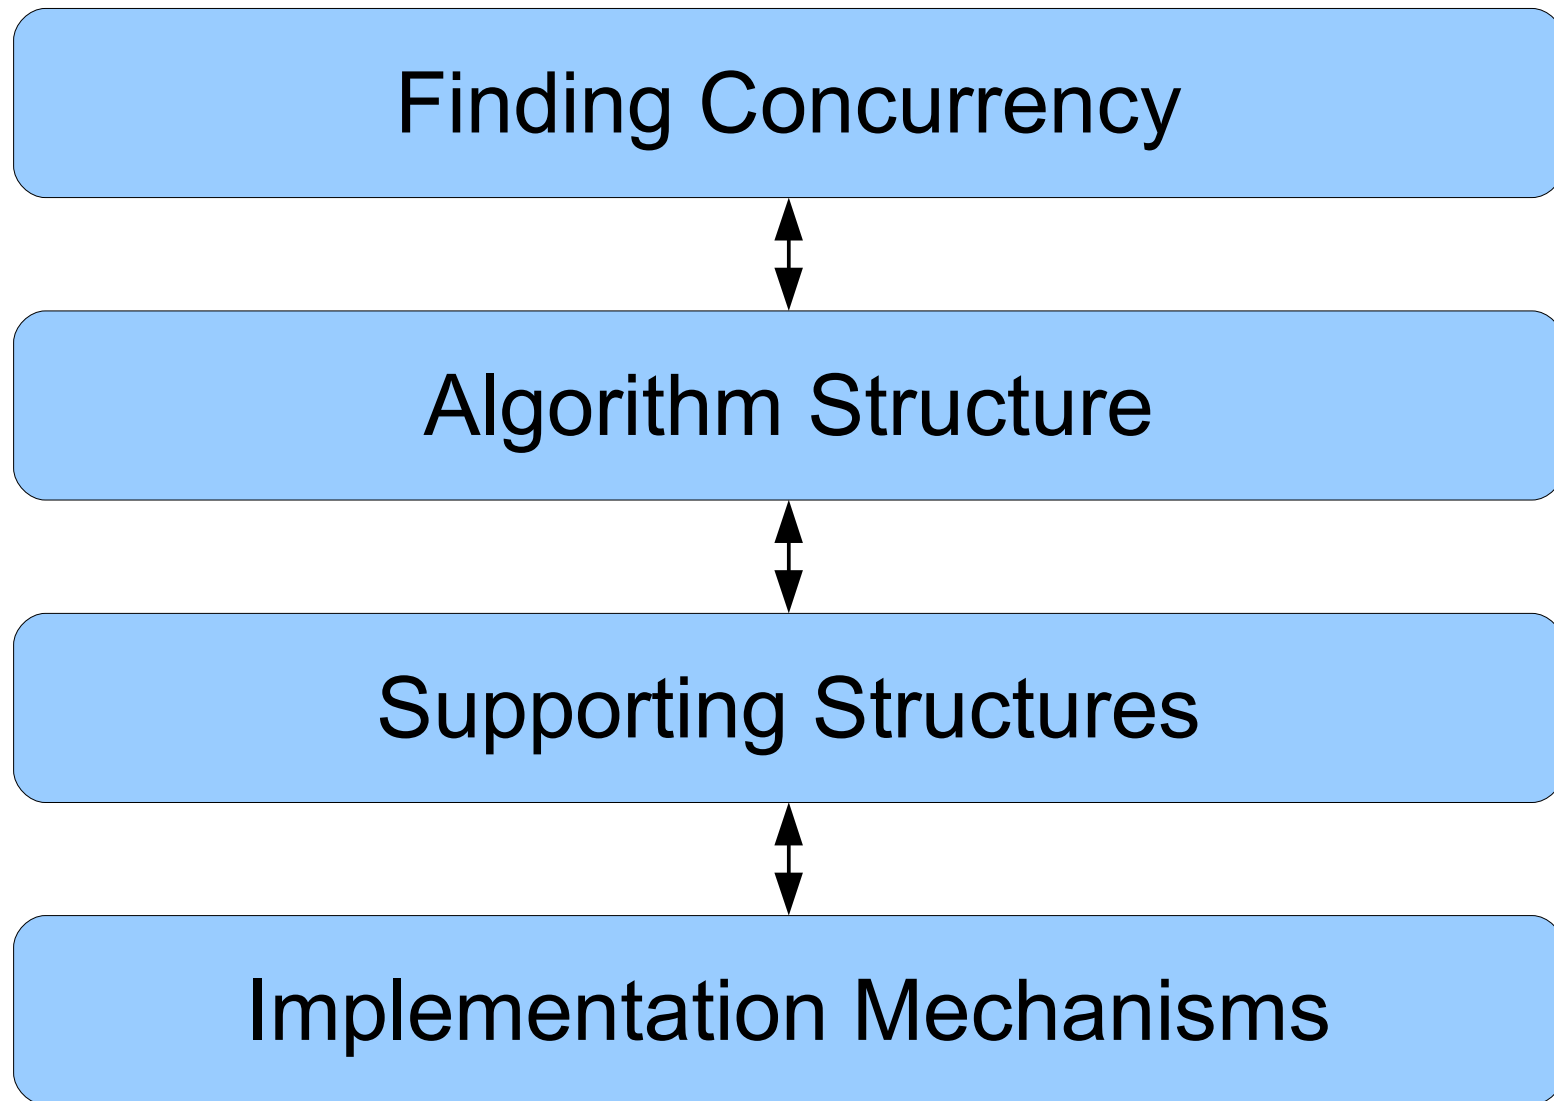 Finding Concurrency
Algorithm Structure
Supporting Structures
Implementation Mechanisms